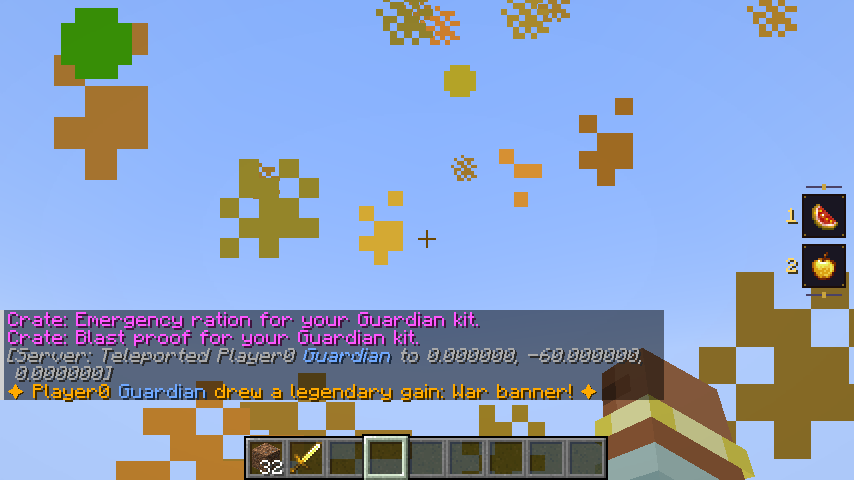 1
2
Crate: Emergency ration for your Guardian kit.
Crate: Blast proof for your Guardian kit.
[Server: Teleported Player0 Guardian to 0.000000, -60.000000,
0.000000]
✦ Player0 Guardian drew a legendary gain: War banner! ✦
32